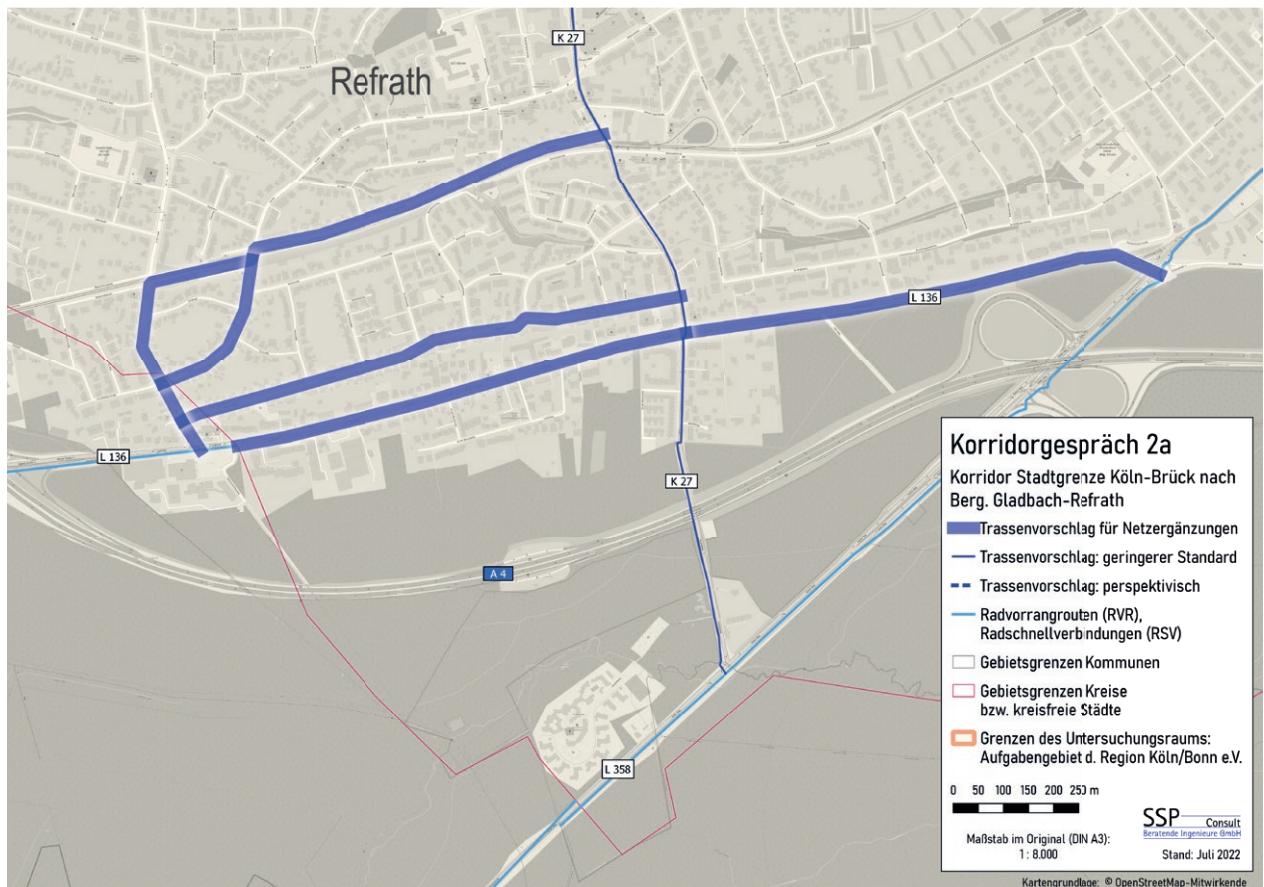 K 27
Refrath
L 136
L 136
K 27
A 4
L 358
Korridorgespräch 2a
Korridor Stadtgrenze Köln-Brück nach
Berg. Gladbach-Refrath
Trassenvorschlag für Netzergänzungen
Trassenvorschlag: geringerer Standard
Trassenvorschlag: perspektivisch
Radvorrangrouten (RVR),
Radschnellverbindungen (RSV)
Gebietsgrenzen Kommunen
Gebietsgrenzen Kreise
bzw. kreisfreie Städte
Grenzen des Untersuchungsraums:
Aufgabengebiet d. Region Köln/Bonn e.V.
0 50 100 150 200 250 m
Maßstab im Original (DIN A3):
1 : 8.000
SSP Consult
Beratende Ingenieure GmbH
Stand: Juli 2022
Kartengrundlage: © OpenStreetMap-Mitwirkende